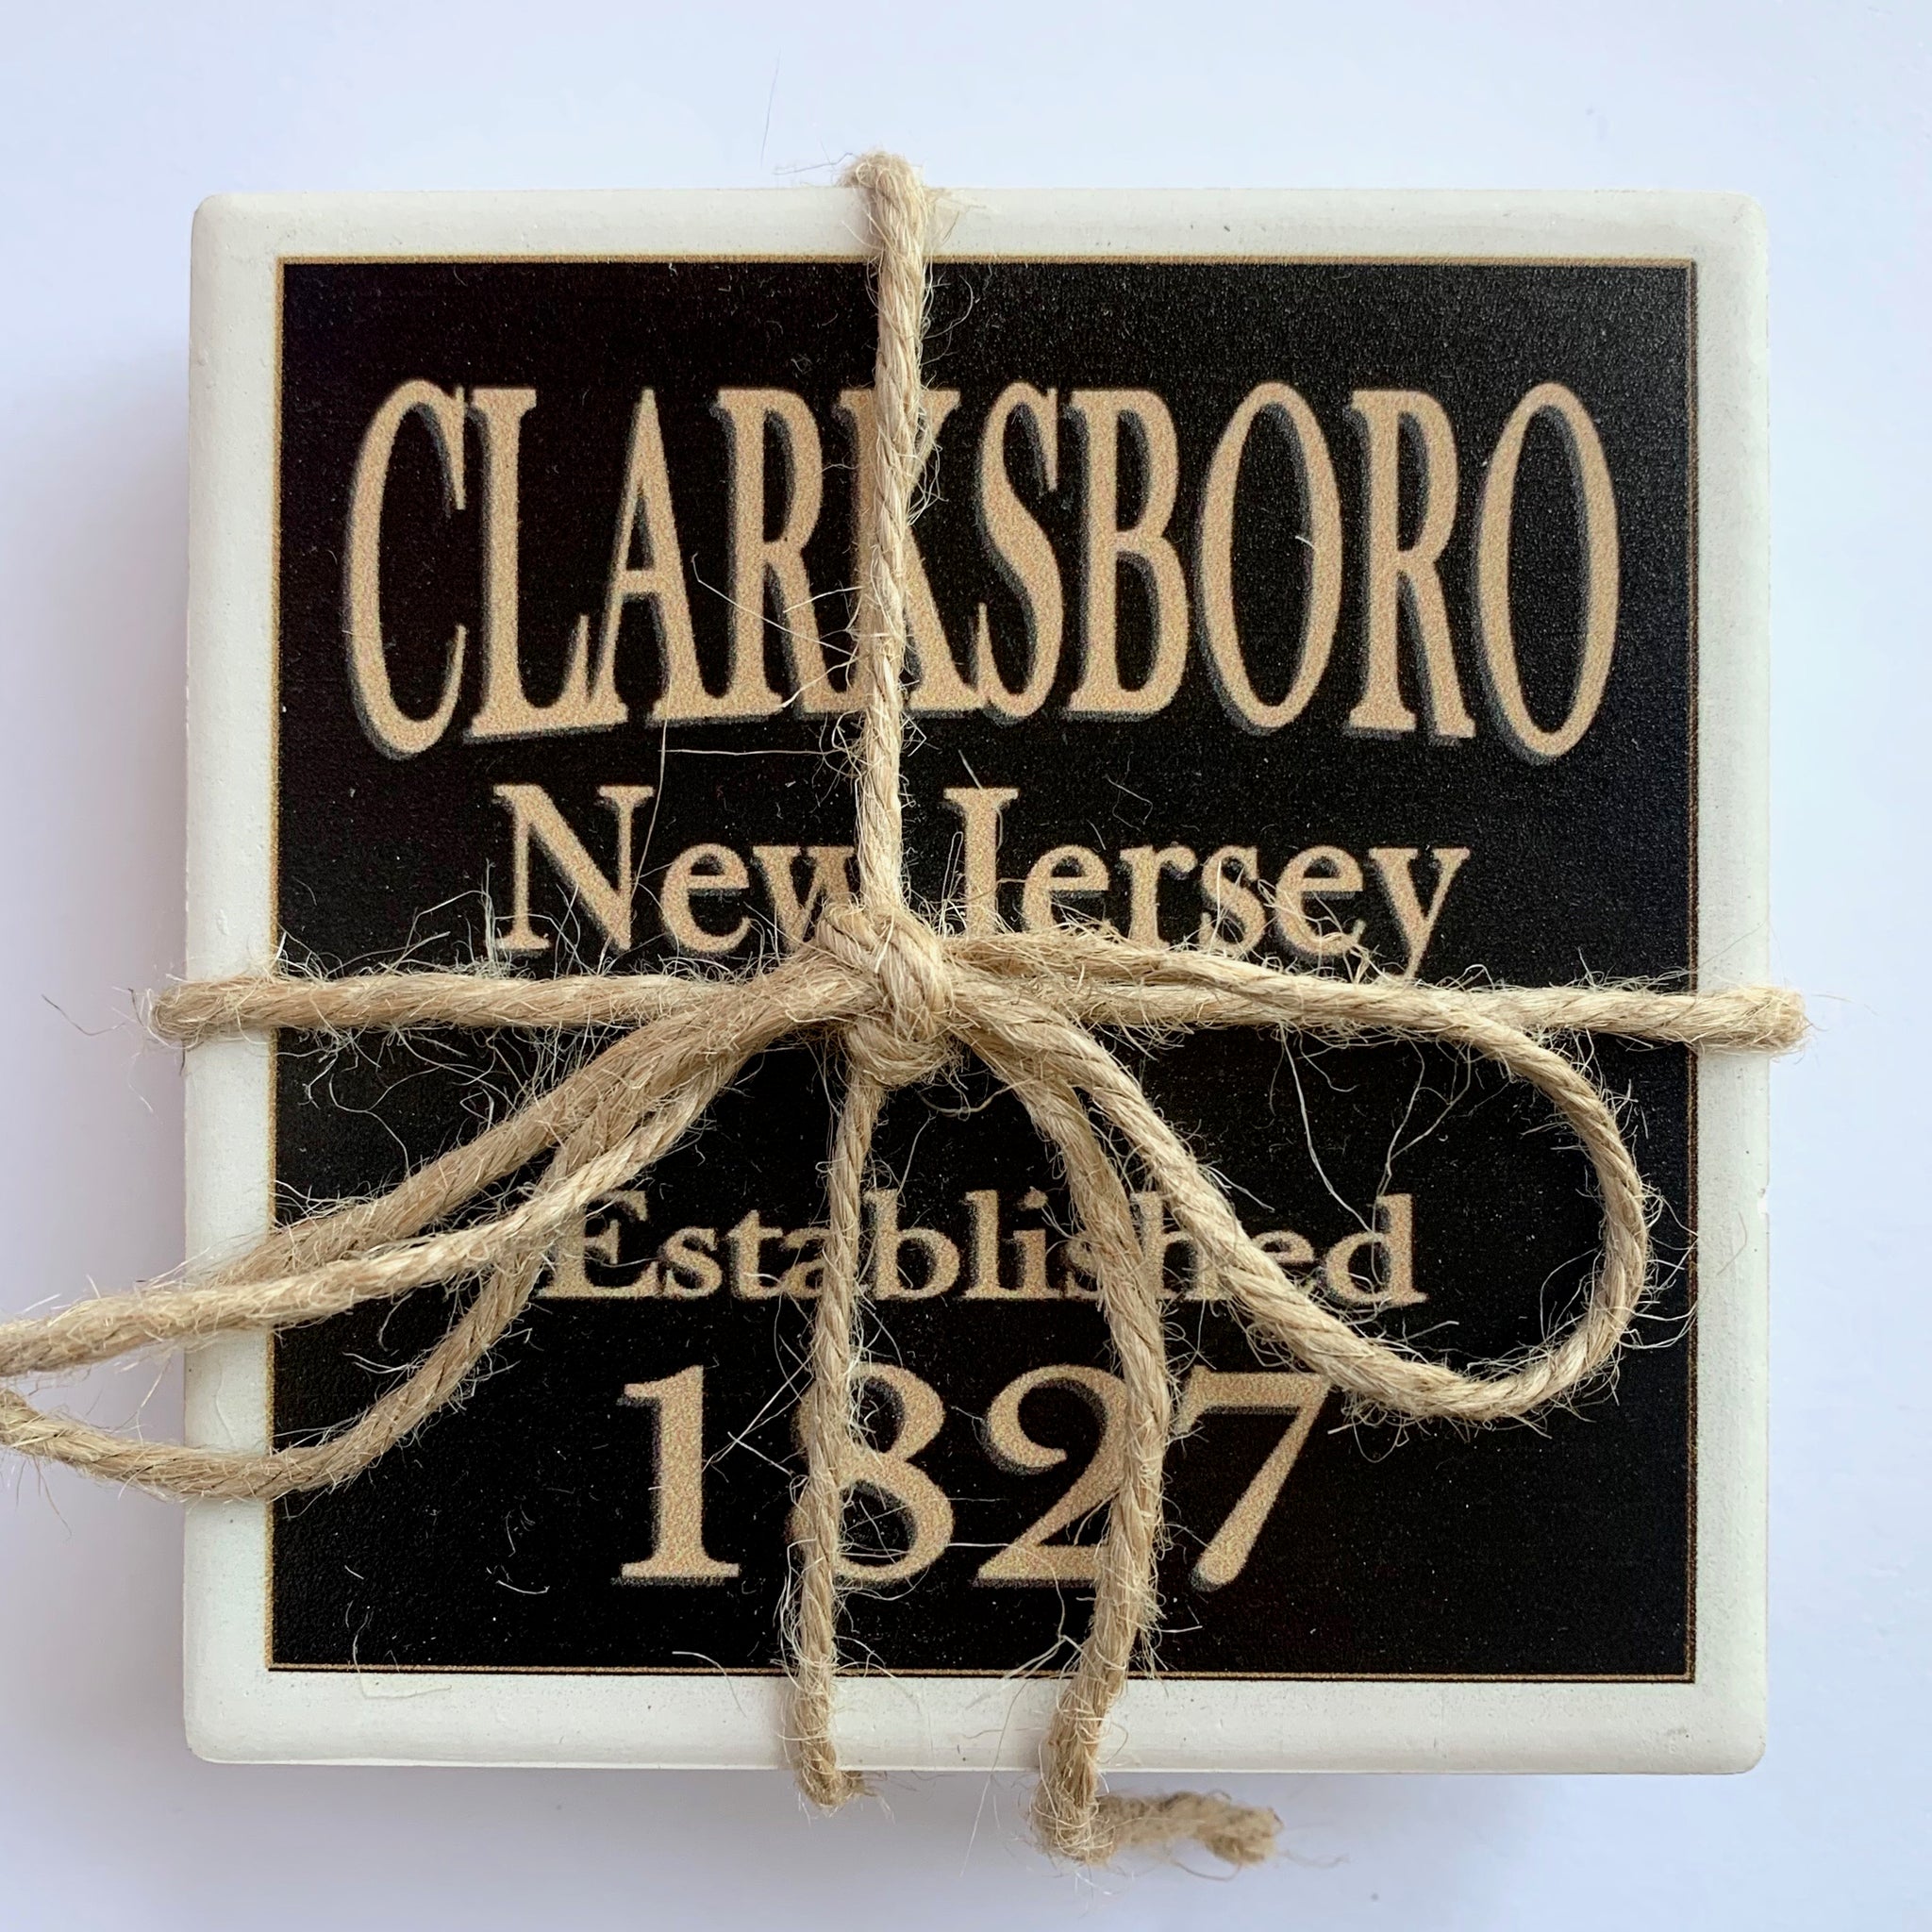 CLARKSBORO
New Jersey
Established
1827